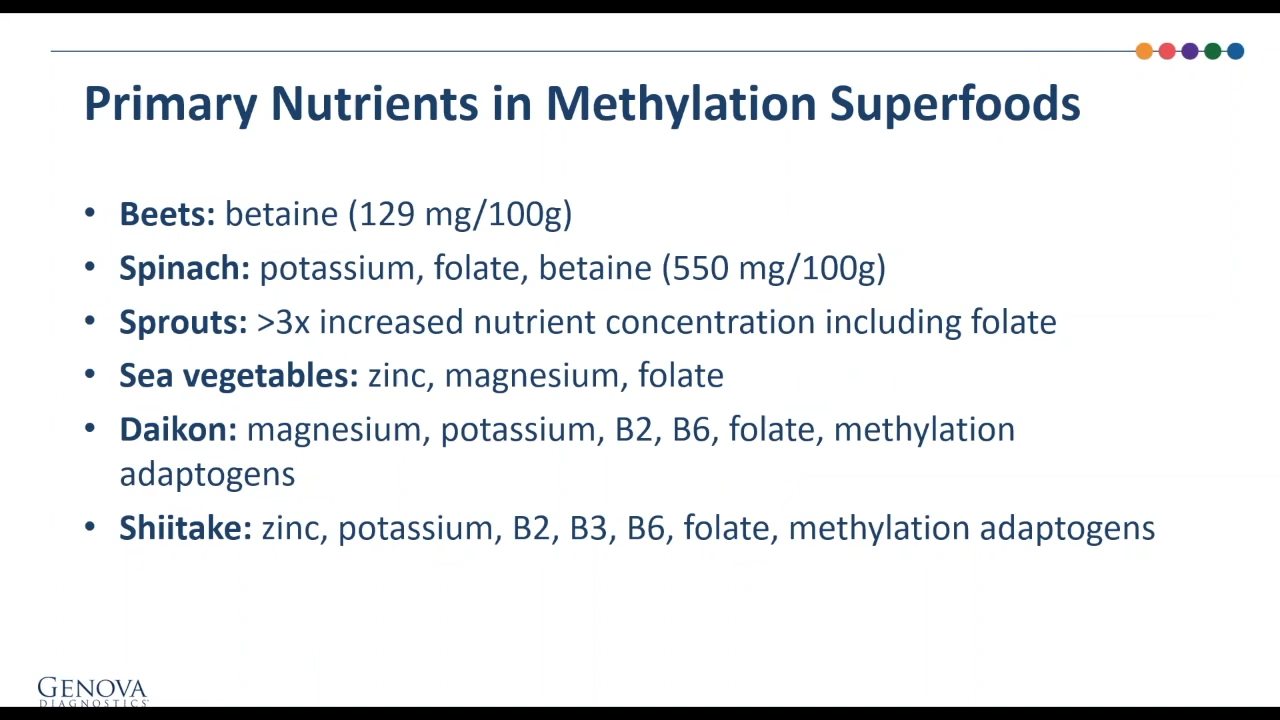 Primary Nutrients in Methylation Superfoods
• Beets: betaine (129 mg/100g)
• Spinach: potassium, folate, betaine (550 mg/100g)
• Sprouts: >3x increased nutrient concentration including folate
• Sea vegetables: zinc, magnesium, folate
• Daikon: magnesium, potassium, B2, B6, folate, methylation
adaptogens
• Shiitake: zinc, potassium, B2, B3, B6, folate, methylation adaptogens
GENOVA
DIAGNOSTICS